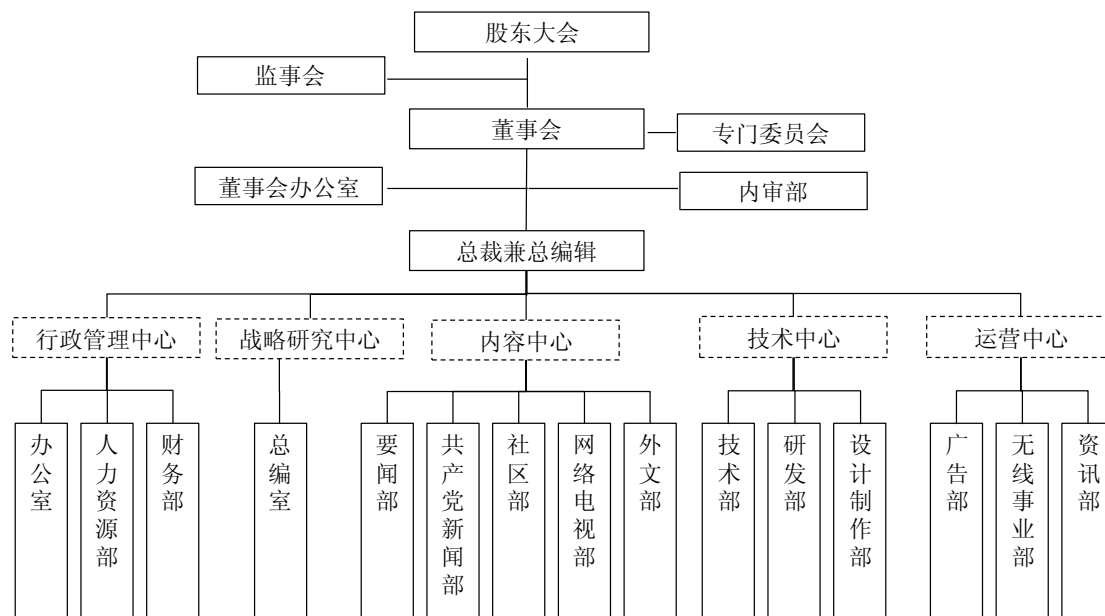 股东大会
监事会
董事会
专门委员会
董事会办公室
内审部
总裁兼总编辑
行政管理中心
战略研究中心
内容中心
技术中心
运营中心
办公室
人力资源部
财务部
总编室
要闻部
共产党新闻部
社区部
网络电视部
外文部
技术部
研发部
设计制作部
广告部
无线事业部
资讯部